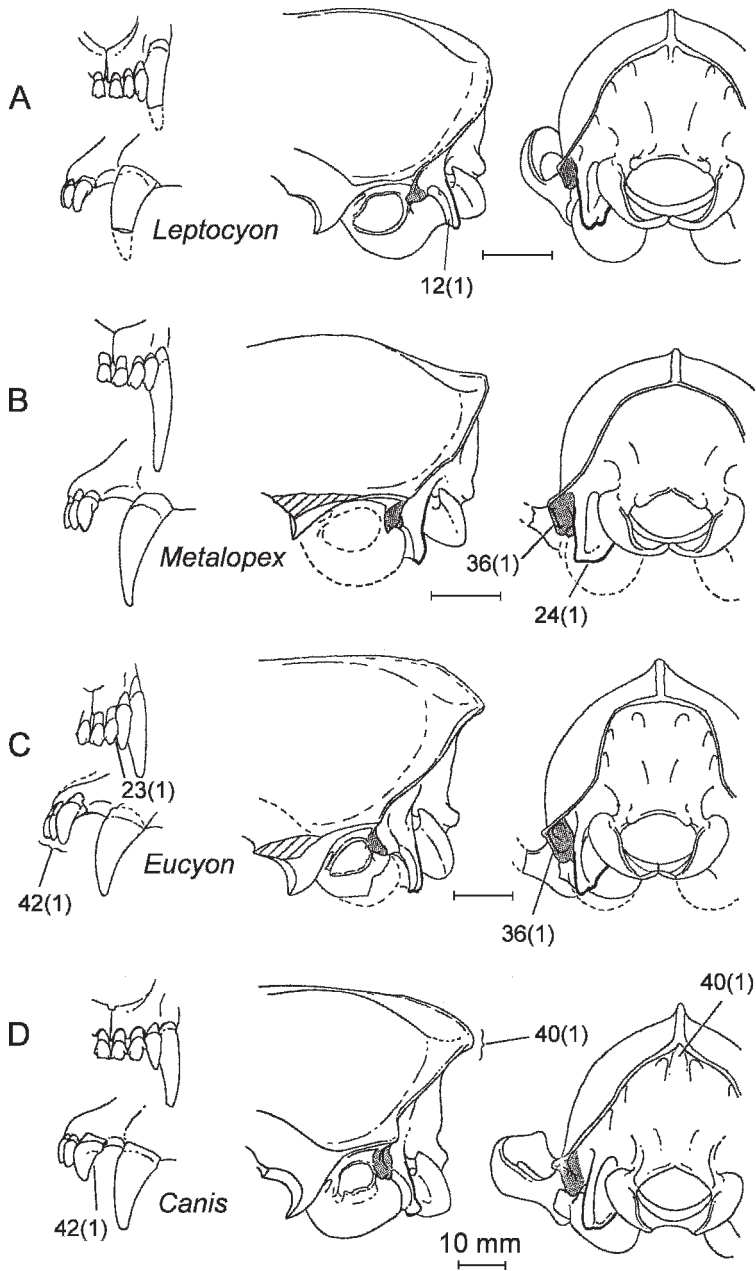 A
Leptocyon
12(1)
B
Metalopex
36(1)
24(1)
C
23(1)
Eucyon
42(1)
36(1)
D
40(1)
40(1)
Canis
42(1)
10 mm